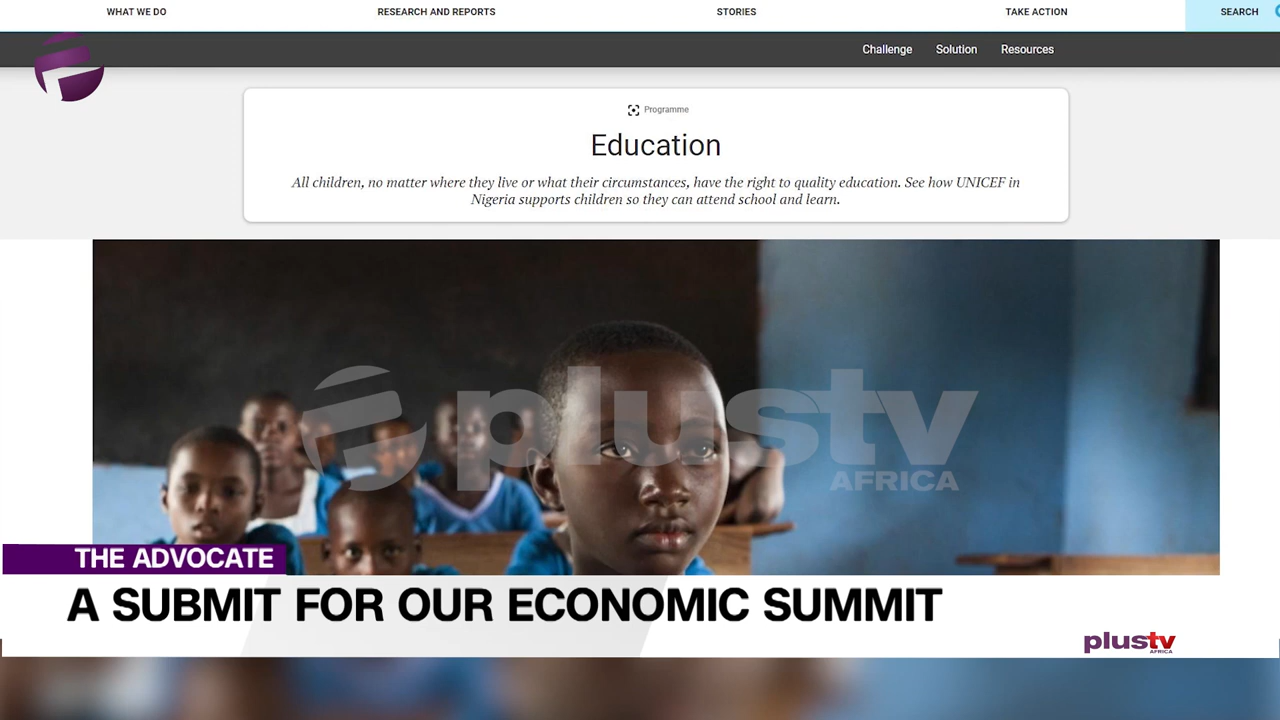 WHAT WE DO
RESEARCH AND REPORTS
STORIES
TAKE ACTION
SEARCH
Challenge
Solution
Resources
Programme
Education
All children, no matter where they live or what their circumstances, have the right to quality education. See how UNICEF in
Nigeria supports children so they can attend school and learn.
plustv
AFRICA
THE ADVOCATE
A SUBMIT FOR OUR ECONOMIC SUMMIT
plustv
AFRICA